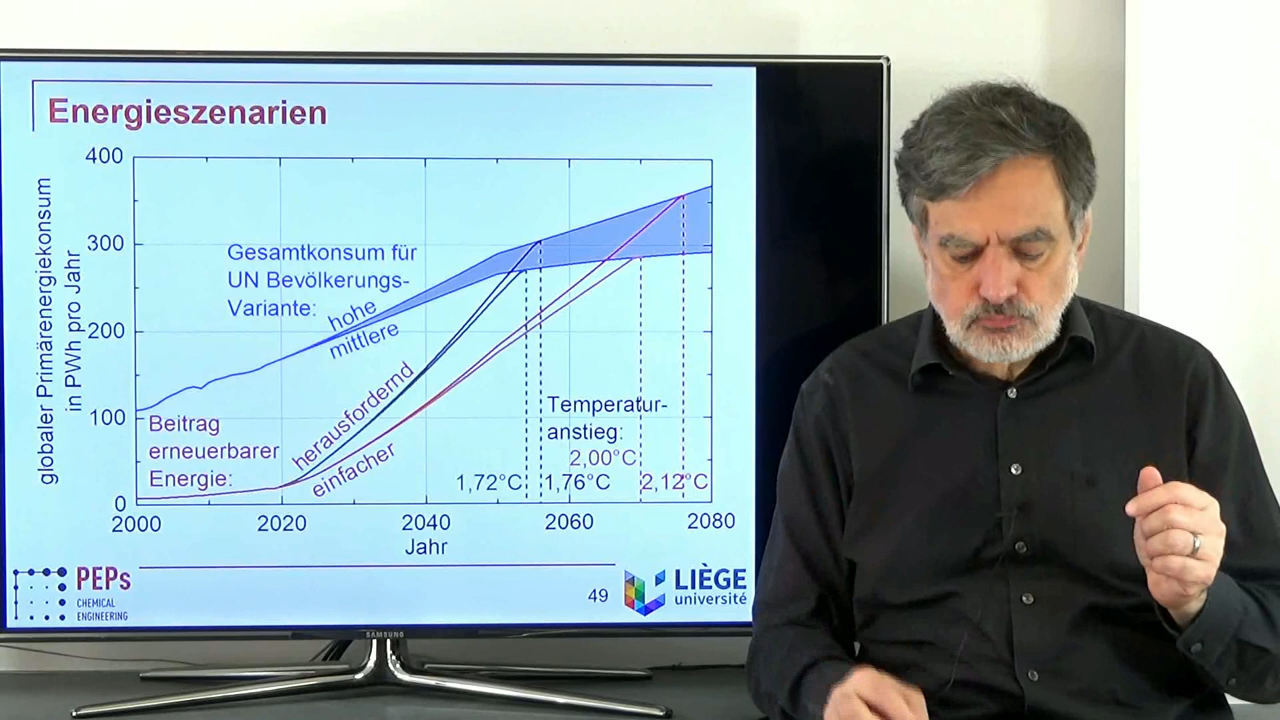 Energieszenarien
globaler Primärenergiekonsum
in PWh pro Jahr
400
300
200
100
0
Gesamtkonsum für
UN Bevölkerungs-
Variante:
hohe
mittlere
Beitrag
erneuerbarer
Energie:
herausfordernd
einfacher
Temperatur-
anstieg:
2,00°C
1,72°C 1,76°C 2,12°C
2000 2020 2040 2060 2080
Jahr
PEPs
CHEMICAL
ENGINEERING
49
LIÈGE
université
SAMSUNG